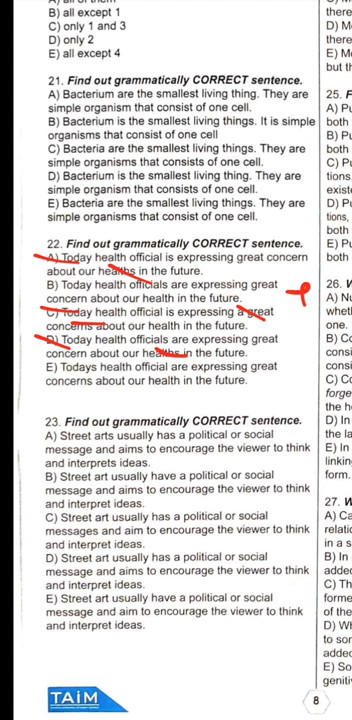 A) all of them
B) all except 1
C) only 1 and 3
D) only 2
E) all except 4
21. Find out grammatically CORRECT sentence.
A) Bacterium are the smallest living thing. They are
simple organism that consist of one cell.
B) Bacterium is the smallest living things. It is simple
organisms that consist of one cell
C) Bacteria are the smallest living things. They are
simple organism that consists of one cell.
D) Bacterium is the smallest living thing. They are
simple organism that consists of one cell.
E) Bacteria are the smallest living things. They are
simple organisms that consist of one cell.
22. Find out grammatically CORRECT sentence.
A) Today health official is expressing great concern
about our healths in the future.
B) Today health officials are expressing great
concern about our health in the future.
C) Today health official is expressing a great
concerns about our health in the future.
D) Today health officials are expressing great
concern about our healths in the future.
E) Todays health official are expressing great
concerns about our health in the future.
23. Find out grammatically CORRECT sentence.
A) Street arts usually has a political or social
message and aims to encourage the viewer to think
and interprets ideas.
B) Street art usually have a political or social
message and aims to encourage the viewer to think
and interpret ideas.
C) Street art usually has a political or social
messages and aim to encourage the viewer to think
and interpret ideas.
D) Street art usually has a political or social
message and aims to encourage the viewer to think
and interpret ideas.
E) Street art usually have a political or social
message and aim to encourage the viewer to think
and interpret ideas.
TAİM
8
there
D) M
there
E) M
but th
25. F
A) Pu
both
B) Pu
both
C) Pu
tions
existe
D) Pu
tions,
both
E) Pu
both
26. W
A) Nu
whet
one.
B) Co
consi
consi
C) Co
forge
the h
D) In
the la
E) In
linkin
form.
27. W
A) Ca
relatio
in a s
B) In
added
C) Th
forme
of the
D) Wh
to sor
added
E) So
genitiv